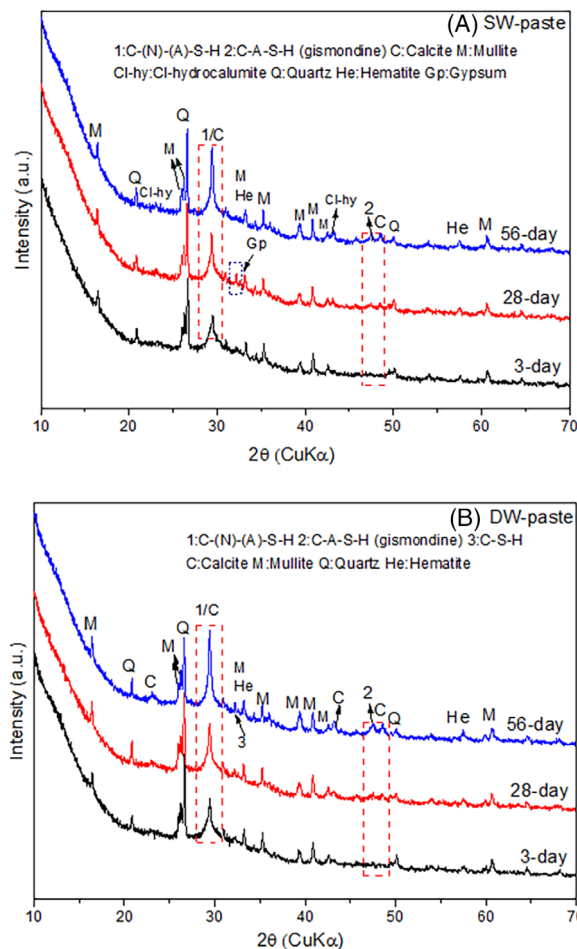 (A) SW-paste
1:C-(N)-(A)-S-H 2:C-A-S-H (gismondine) C:Calcite M:Mullite
Cl-hy:Cl-hydrocalumite Q:Quartz He:Hematite Gp:Gypsum
M
Q
Cl-hy
M
Q
1/C
M
He
M
Gp
M
M
M
Cl-hy
2
C
Q
He
M
56-day
28-day
3-day
Intensity (a.u.)
10 20 30 40 50 60 70
2θ (CuKα)
(B) DW-paste
1:C-(N)-(A)-S-H 2:C-A-S-H (gismondine) 3:C-S-H
C:Calcite M:Mullite Q:Quartz He:Hematite
M
Q
C
M
Q
1/C
M
He
3
M
M
M
M
C
2
C
Q
He
M
56-day
28-day
3-day
Intensity (a.u.)
10 20 30 40 50 60 70
2θ (CuKα)